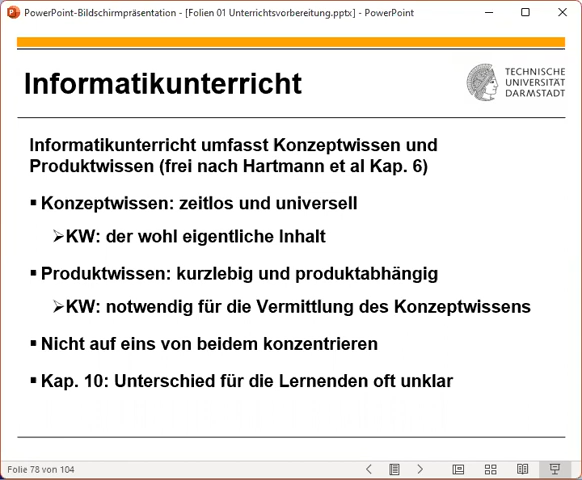 PowerPoint-Bildschirmpräsentation - [Folien 01 Unterrichtsvorbereitung.pptx] - PowerPoint
Informatikunterricht
TECHNISCHE
UNIVERSITÄT
DARMSTADT
Informatikunterricht umfasst Konzeptwissen und
Produktwissen (frei nach Hartmann et al Kap. 6)
▪ Konzeptwissen: zeitlos und universell
➢KW: der wohl eigentliche Inhalt
▪ Produktwissen: kurzlebig und produktabhängig
➢KW: notwendig für die Vermittlung des Konzeptwissens
▪ Nicht auf eins von beidem konzentrieren
▪ Kap. 10: Unterschied für die Lernenden oft unklar
Folie 78 von 104